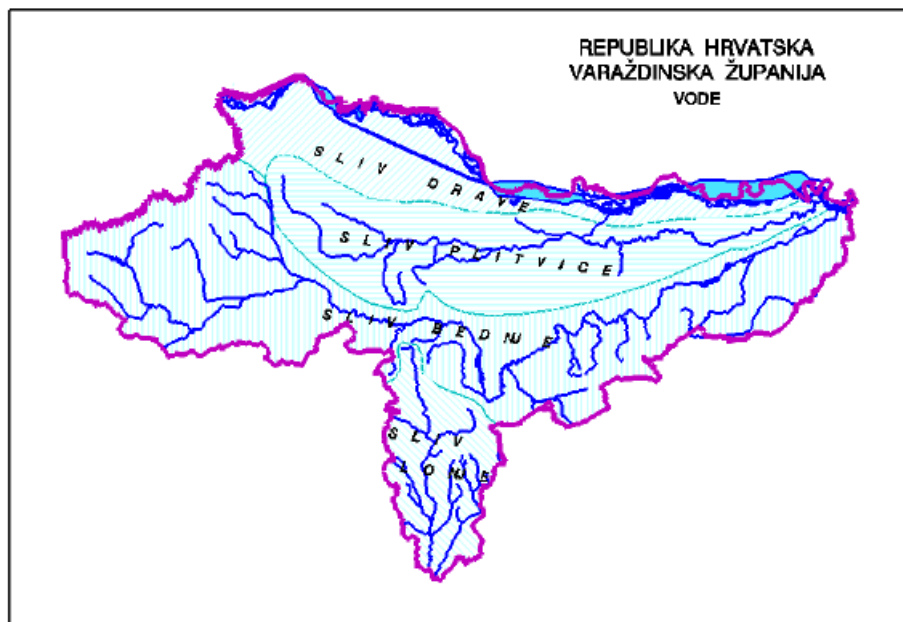 REPUBLIKA HRVATSKA
VARAŽDINSKA ŽUPANIJA
VODE
SLIV DRAVE
SLIV PLITVICE
SLIV BEDNJE
SLIV
LONJE